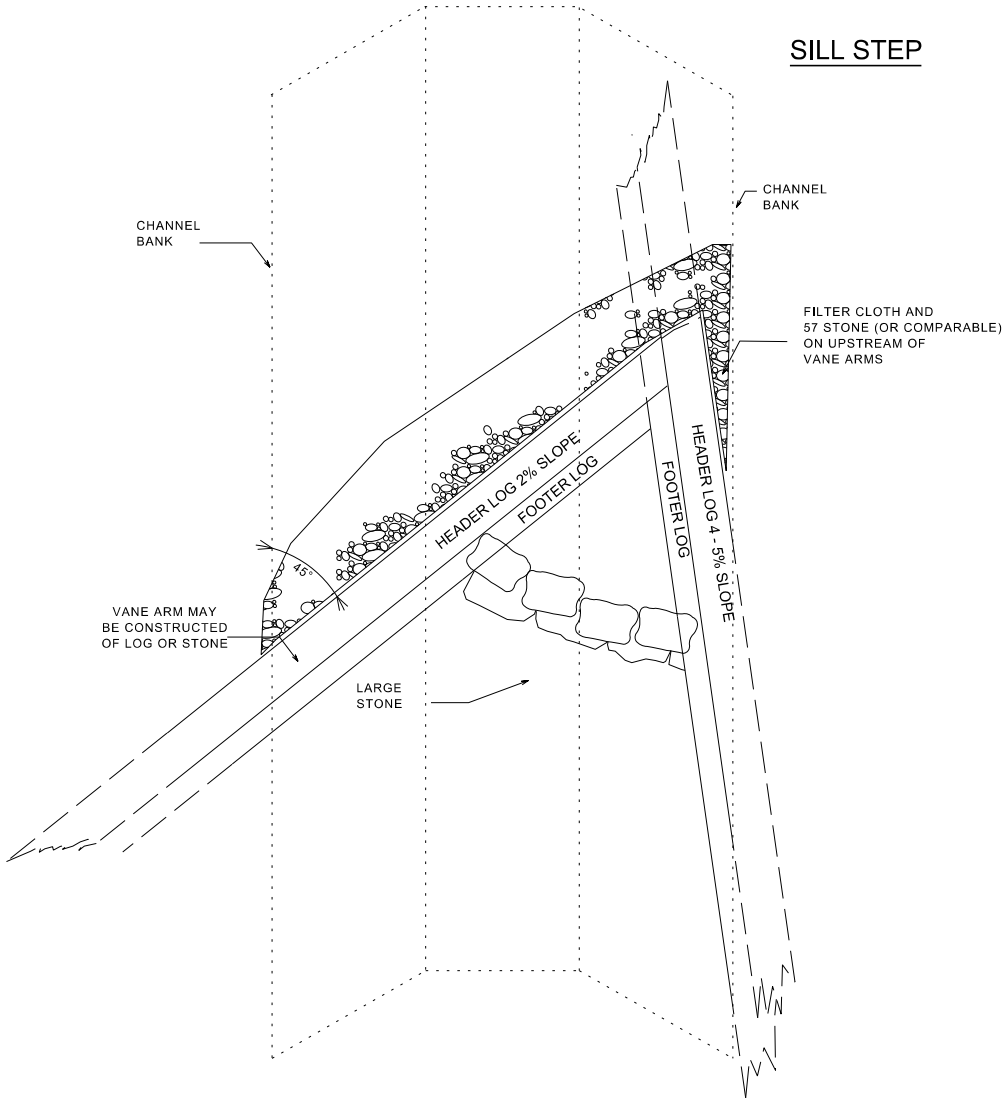 SILL STEP
CHANNEL
BANK
CHANNEL
BANK
FILTER CLOTH AND
57 STONE (OR COMPARABLE)
ON UPSTREAM OF
VANE ARMS
HEADER LOG 2% SLOPE
FOOTER LOG
FOOTER LOG
HEADER LOG 4 - 5% SLOPE
45°
VANE ARM MAY
BE CONSTRUCTED
OF LOG OR STONE
LARGE
STONE